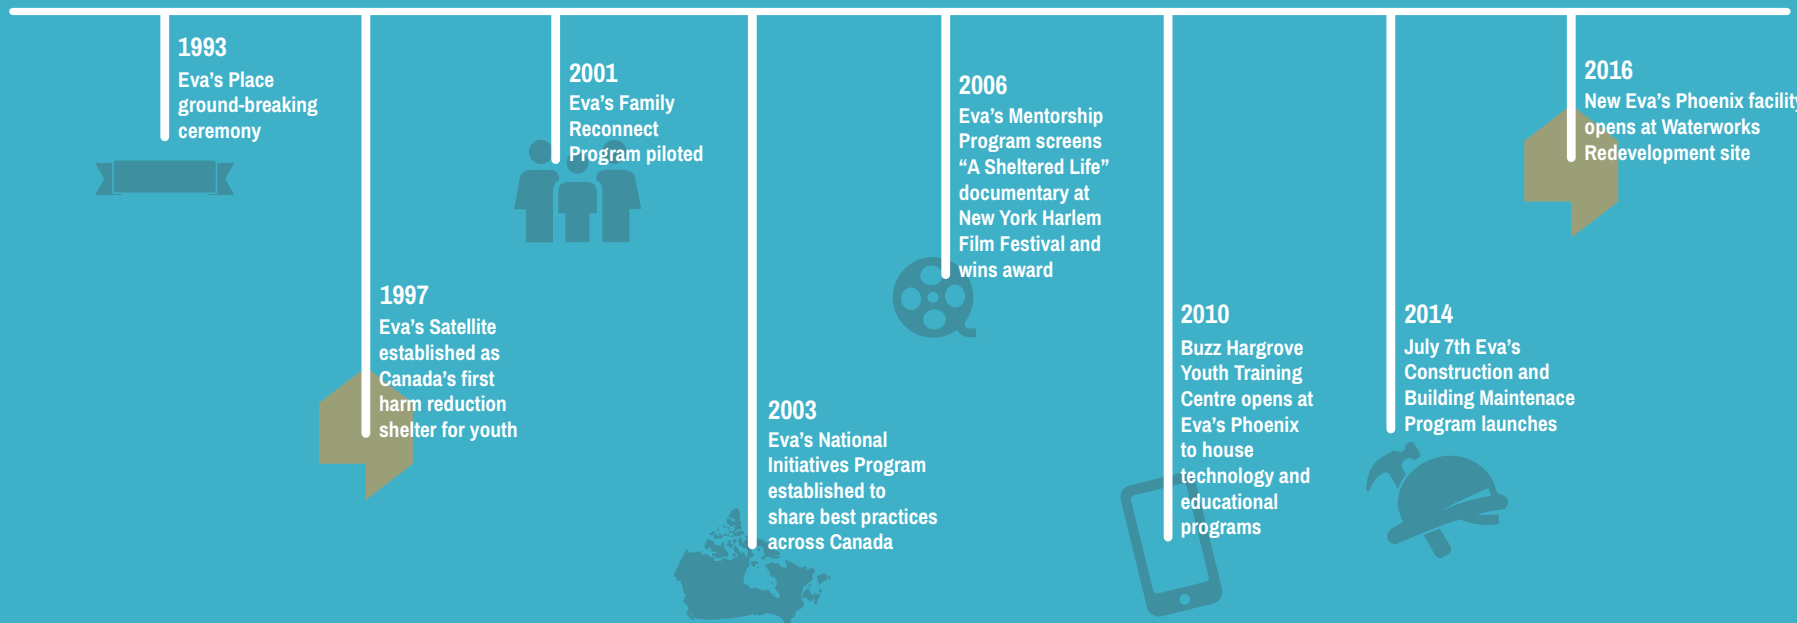 1993
Eva’s Place
ground-breaking
ceremony
1997
Eva’s Satellite
established as
Canada’s first
harm reduction
shelter for youth
2001
Eva’s Family
Reconnect
Program piloted
2003
Eva’s National
Initiatives Program
established to
share best practices
across Canada
2006
Eva’s Mentorship
Program screens
“A Sheltered Life”
documentary at
New York Harlem
Film Festival and
wins award
2010
Buzz Hargrove
Youth Training
Centre opens at
Eva’s Phoenix
to house
technology and
educational
programs
2014
July 7th Eva’s
Construction and
Building Maintenace
Program launches
2016
New Eva’s Phoenix facility
opens at Waterworks
Redevelopment site